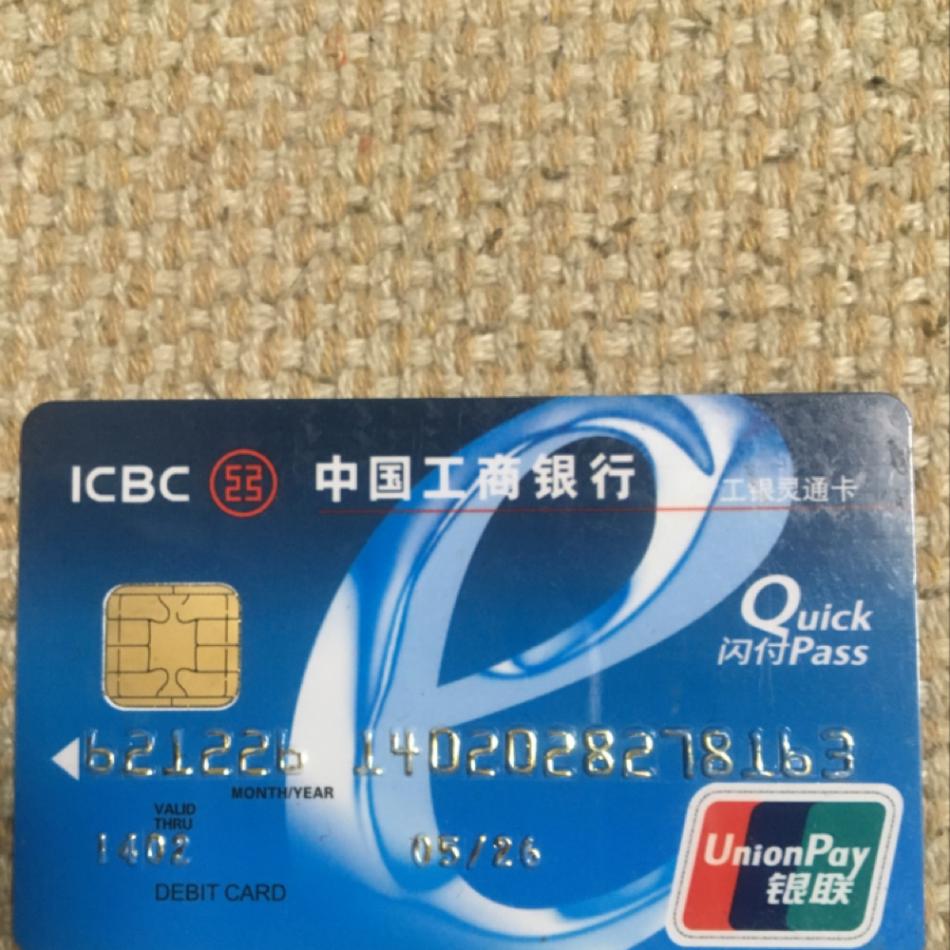 ICBC 中国工商银行 工银灵通卡
Quick
闪付Pass
621226 1402028278163
MONTH/YEAR
VALID
THRU
1402 05/26
DEBIT CARD
UnionPay
银联